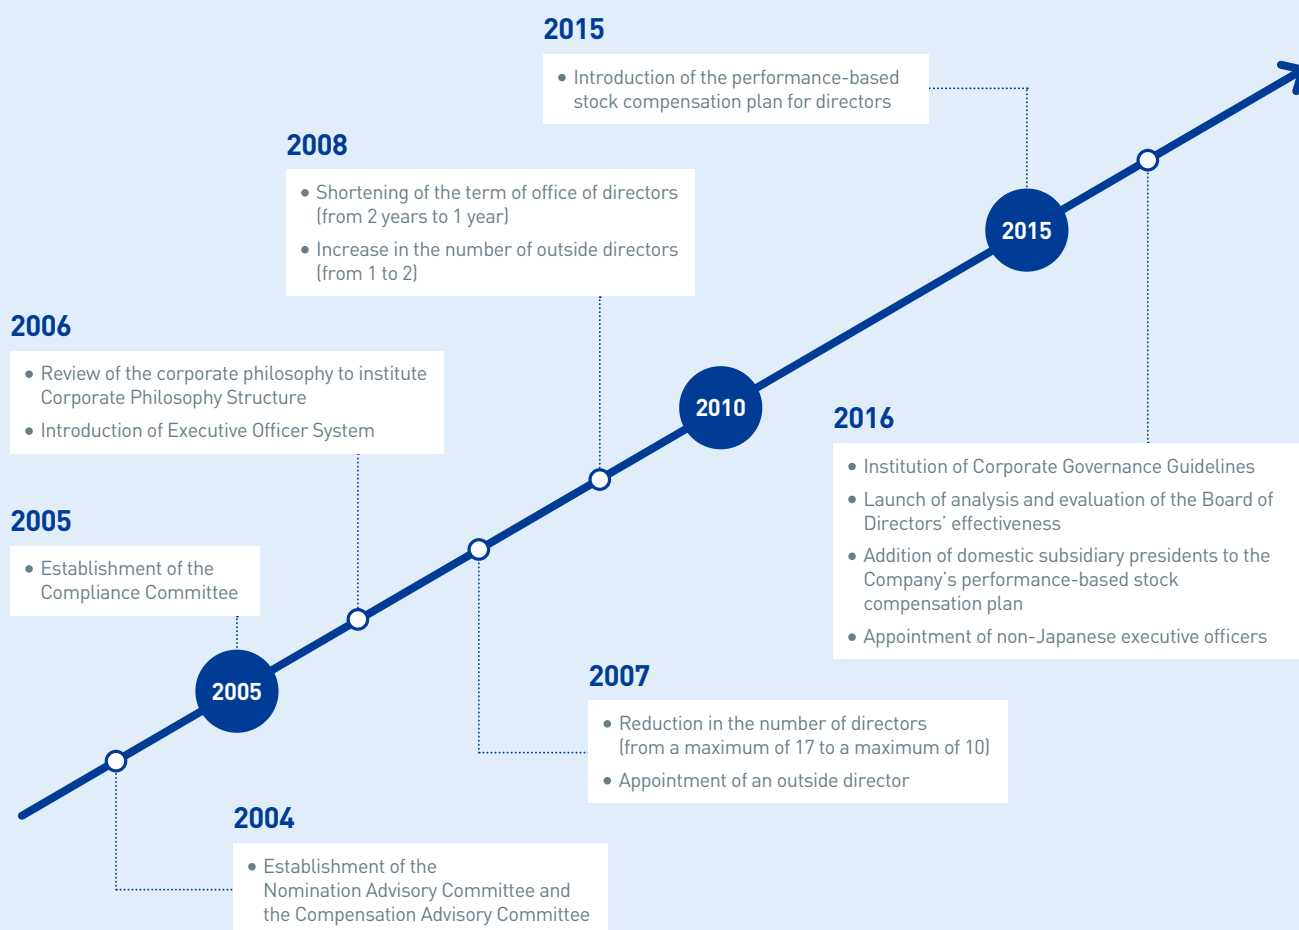 2015
• Introduction of the performance-based
stock compensation plan for directors
2008
• Shortening of the term of office of directors
(from 2 years to 1 year)
• Increase in the number of outside directors
(from 1 to 2)
2015
2006
• Review of the corporate philosophy to institute
Corporate Philosophy Structure
• Introduction of Executive Officer System
2010
2016
• Institution of Corporate Governance Guidelines
• Launch of analysis and evaluation of the Board of
Directors’ effectiveness
• Addition of domestic subsidiary presidents to the
Company’s performance-based stock
compensation plan
• Appointment of non-Japanese executive officers
2005
• Establishment of the
Compliance Committee
2005
2007
• Reduction in the number of directors
(from a maximum of 17 to a maximum of 10)
• Appointment of an outside director
2004
• Establishment of the
Nomination Advisory Committee and
the Compensation Advisory Committee